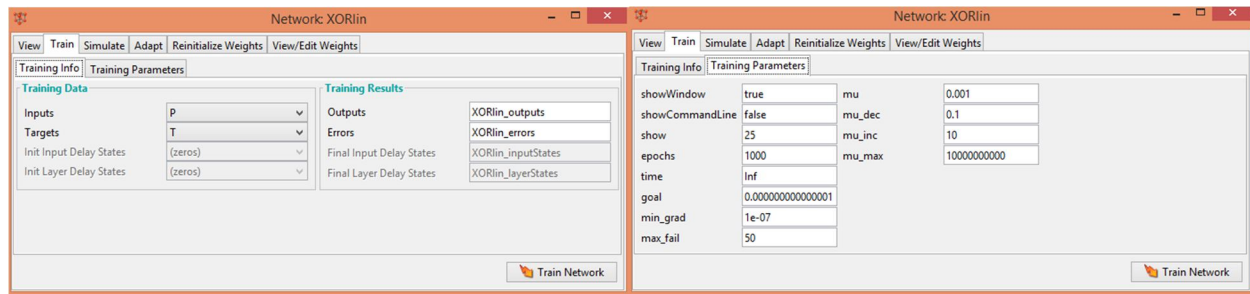 Network: XORlin
View Train Simulate Adapt Reinitialize Weights View/Edit Weights
Training Info Training Parameters
Training Data
Inputs P
Targets T
Init Input Delay States (zeros)
Init Layer Delay States (zeros)
Training Results
Outputs XORlin_outputs
Errors XORlin_errors
Final Input Delay States XORlin_inputStates
Final Layer Delay States XORlin_layerStates
Train Network
Network: XORlin
View Train Simulate Adapt Reinitialize Weights View/Edit Weights
Training Info Training Parameters
showWindow true mu 0.001
showCommandLine false mu_dec 0.1
show 25 mu_inc 10
epochs 1000 mu_max 10000000000
time Inf
goal 0.000000000000001
min_grad 1e-07
max_fail 50
Train Network